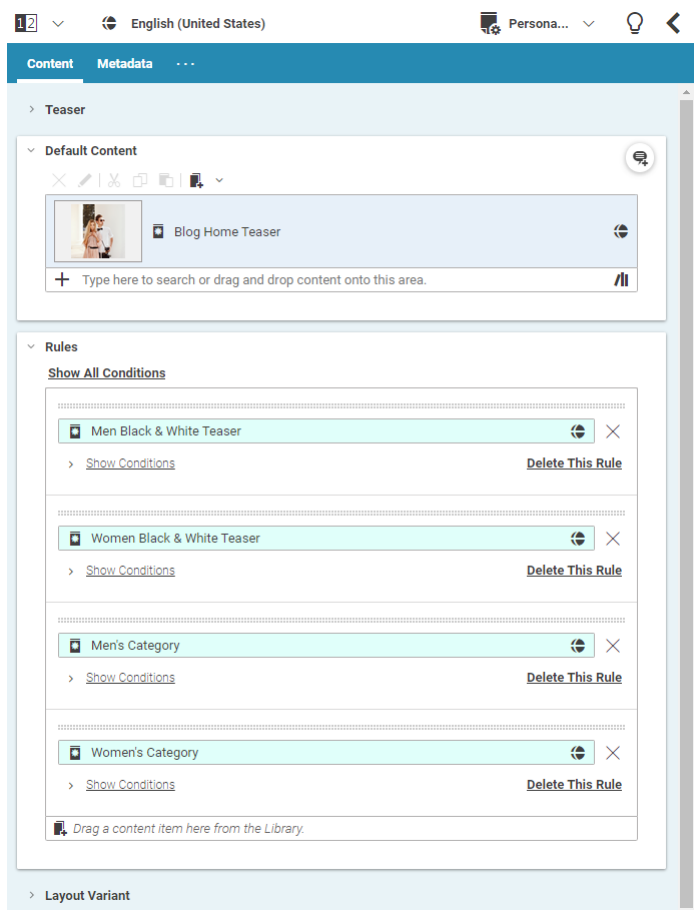 12 English (United States) Persona...
Content Metadata ...
Teaser
Default Content
Blog Home Teaser
Type here to search or drag and drop content onto this area.
Rules
Show All Conditions
Men Black & White Teaser
Show Conditions Delete This Rule
Women Black & White Teaser
Show Conditions Delete This Rule
Men's Category
Show Conditions Delete This Rule
Women's Category
Show Conditions Delete This Rule
Drag a content item here from the Library.
Layout Variant